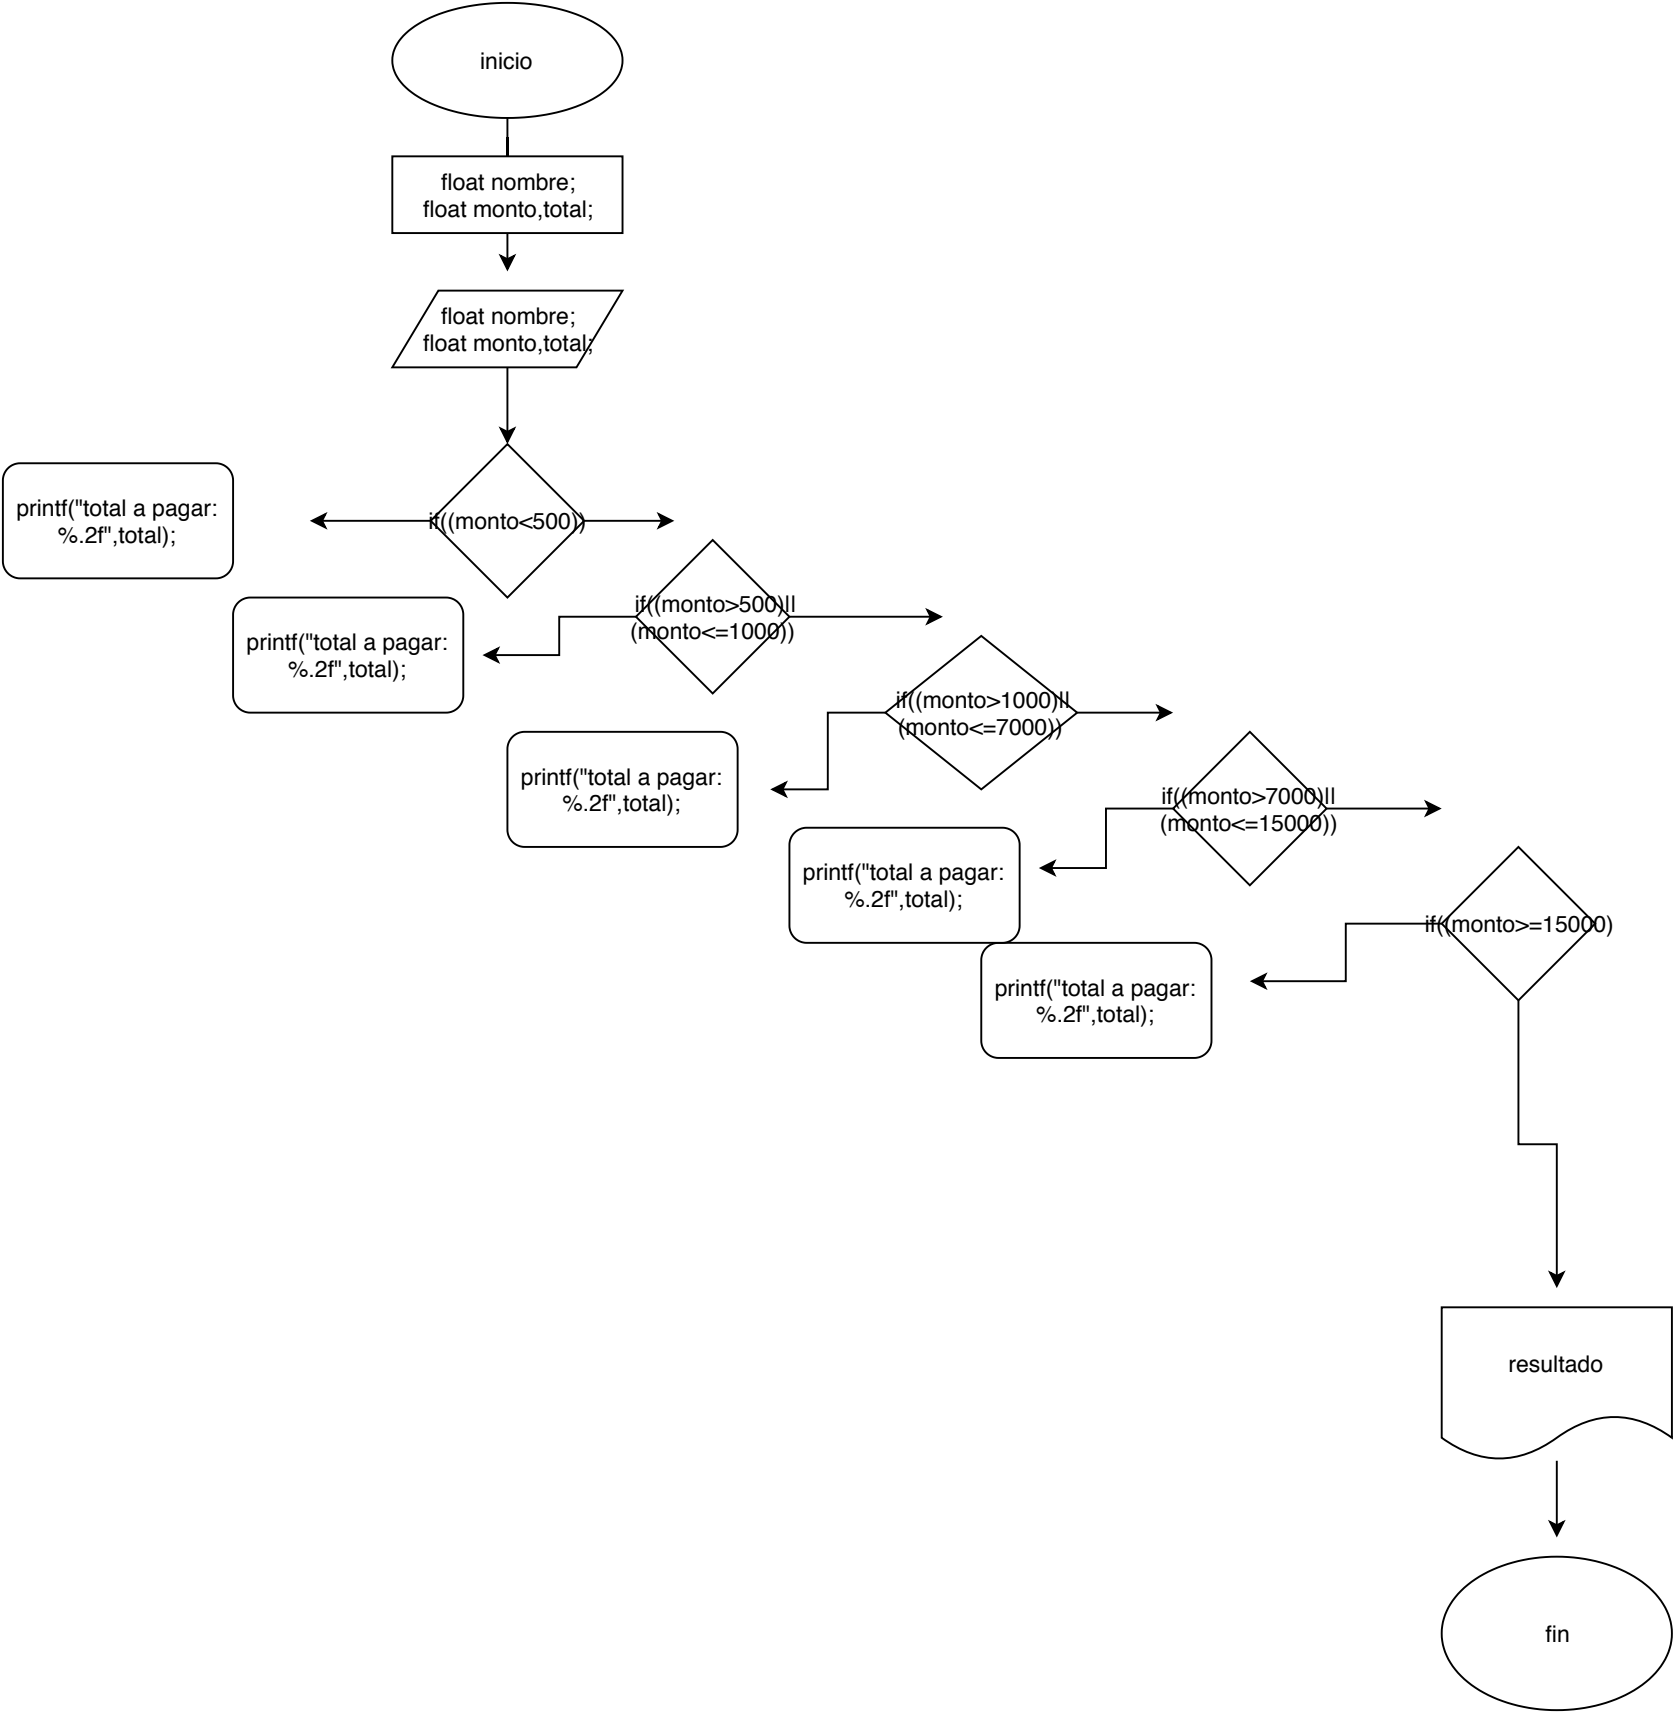 inicio
float nombre;
float monto,total;
float nombre;
float monto,total;
if((monto<500))
printf("total a pagar:
%.2f",total);
if((monto>500)||
(monto<=1000))
printf("total a pagar:
%.2f",total);
if((monto>1000)||
(monto<=7000))
printf("total a pagar:
%.2f",total);
if((monto>7000)||
(monto<=15000))
printf("total a pagar:
%.2f",total);
if((monto>=15000)
printf("total a pagar:
%.2f",total);
resultado
fin